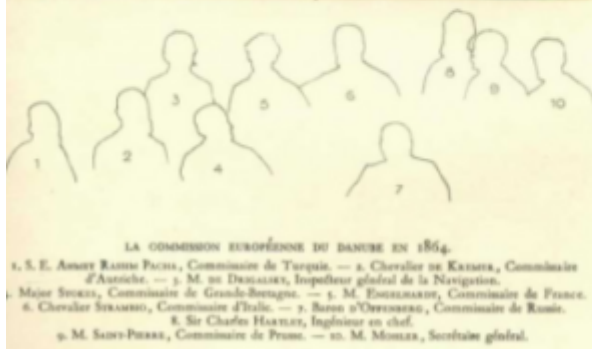 3
5
6
8
9
10
1
2
4
7
LA COMMISSION EUROPÉENNE DU DANUBE EN 1864.
1. S. E. AHMET RASSIM PACHA, Commissaire de Turquie. — 2. Chevalier DE KREMER, Commissaire
d'Autriche. — 3. M. DE DRIGALSKY, Inspecteur général de la Navigation.
4. Major STOKES, Commissaire de Grande-Bretagne. — 5. M. ENGELHARDT, Commissaire de France.
6. Chevalier STRAMBIO, Commissaire d'Italie. — 7. Baron D'OFFENBERG, Commissaire de Russie.
8. Sir Charles HARTLEY, Ingénieur en chef.
9. M. SAINT-PIERRE, Commissaire de Prusse. — 10. M. MOHLER, Secrétaire général.